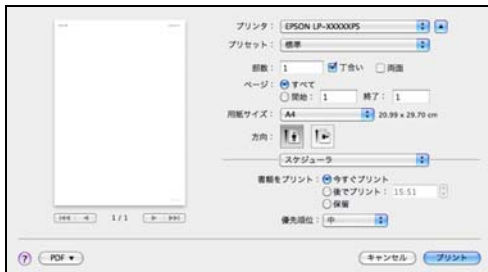 プリンタ： EPSON LP-XXXXXPS
プリセット： 標準
部数： 1 丁合い 両面
ページ： すべて
開始： 1 終了： 1
用紙サイズ： A4 20.99 x 29.70 cm
方向：
スケジューラ
書類をプリント： 今すぐプリント
後でプリント： 15:51
保留
1 / 1
優先順位： 中
? PDF ▼ キャンセル プリント